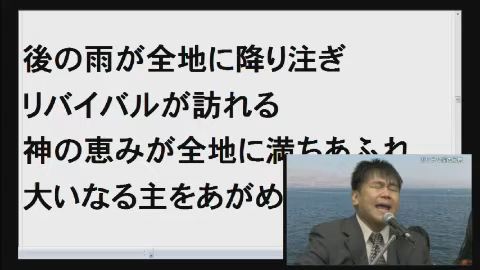 後の雨が全地に降り注ぎ
リバイバルが訪れる
神の恵みが全地に満ちあふれ
大いなる主をあがめ